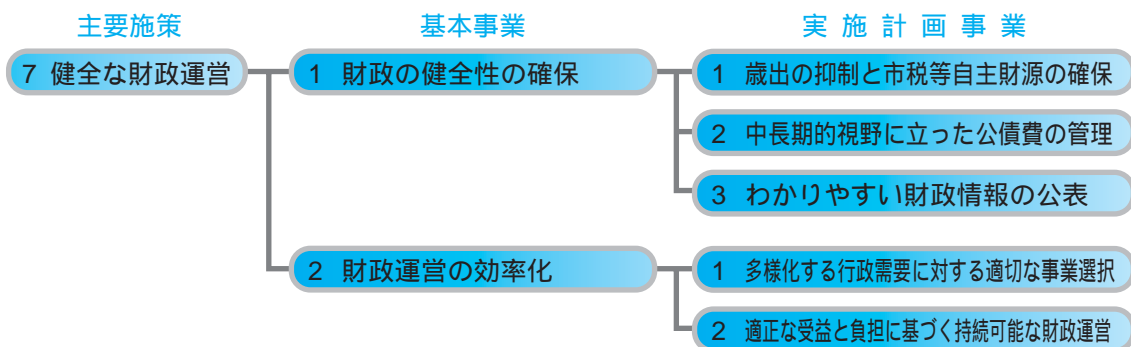 主要施策 基本事業 実施計画事業
7 健全な財政運営 1 財政の健全性の確保 1 歳出の抑制と市税等自主財源の確保
2 中長期的視野に立った公債費の管理
3 わかりやすい財政情報の公表
2 財政運営の効率化 1 多様化する行政需要に対する適切な事業選択
2 適正な受益と負担に基づく持続可能な財政運営